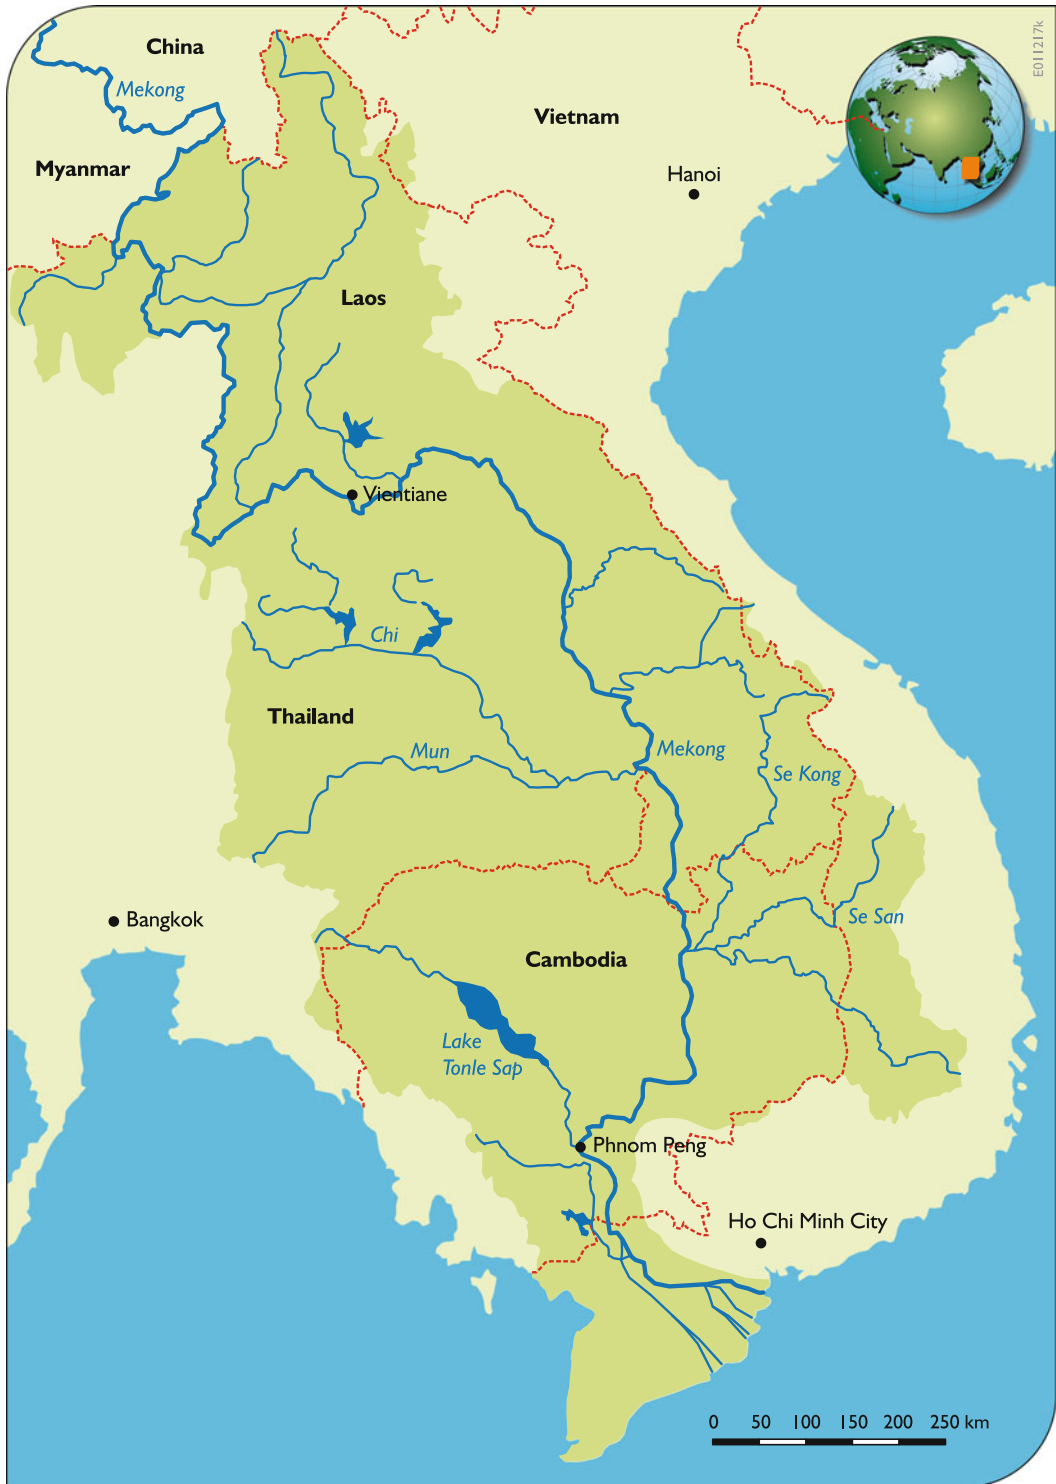 China
E011217k
Mekong
Vietnam
Myanmar
Hanoi
Laos
Vientiane
Chi
Thailand
Mun
Mekong
Se Kong
Se San
Bangkok
Cambodia
Lake
Tonle Sap
Phnom Peng
Ho Chi Minh City
0 50 100 150 200 250 km